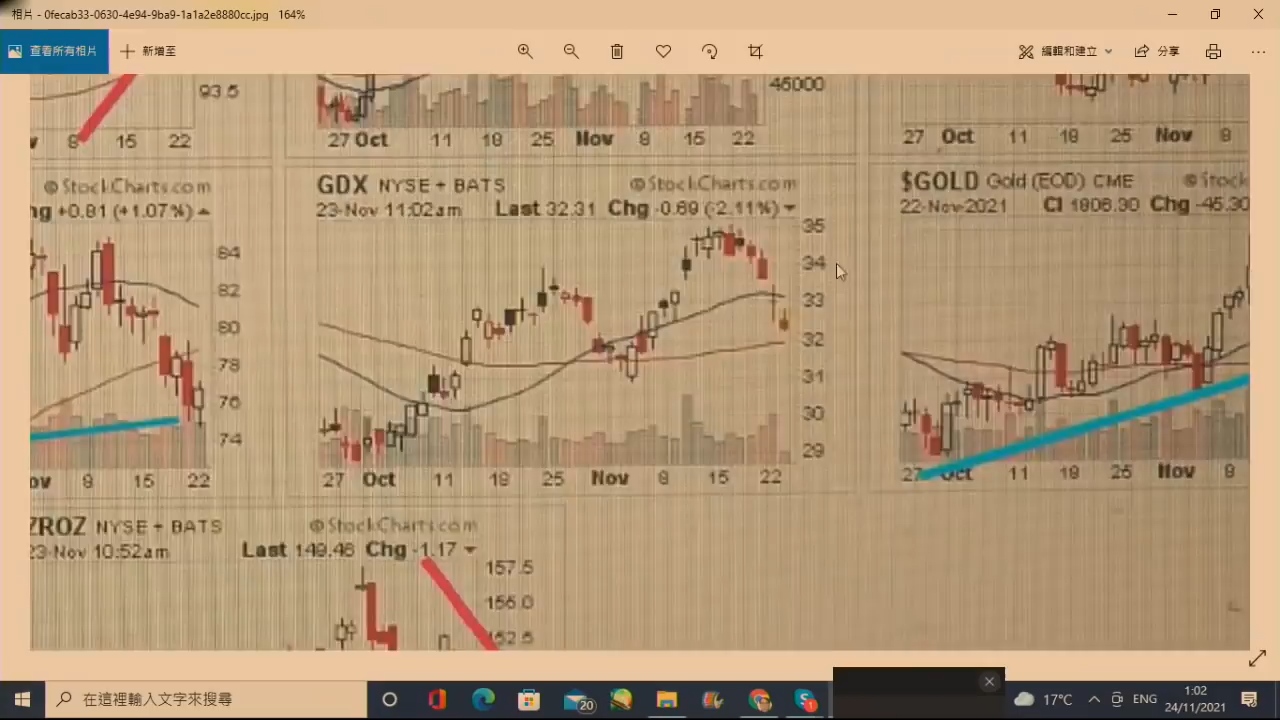 相片 - 0fecab33-0630-4e94-9ba9-1a1a2e8880cc.jpg 164%
查看所有相片 新增至 編輯和建立 分享
93.5
8 15 22
45000
27 Oct 11 18 25 Nov 8 15 22
27 Oct 11 18 25 Nov 8
© StockCharts.com
+0.81 (+1.07%)
84
82
80
78
76
74
8 15 22
GDX NYSE + BATS © StockCharts.com
23-Nov 11:02am Last 32.31 Chg -0.69 (-2.11%)
35
34
33
32
31
30
29
27 Oct 11 18 25 Nov 8 15 22
$GOLD Gold (EOD) CME
22-Nov-2021 Cl 1806.30 Chg -45.30
27 Oct 11 18 25 Nov 8
ZROZ NYSE + BATS © StockCharts.com
23-Nov 10:52am Last 149.46 Chg -1.17
157.5
155.0
152.5
在這裡輸入文字來搜尋
20
17°C ENG 1:02
24/11/2021